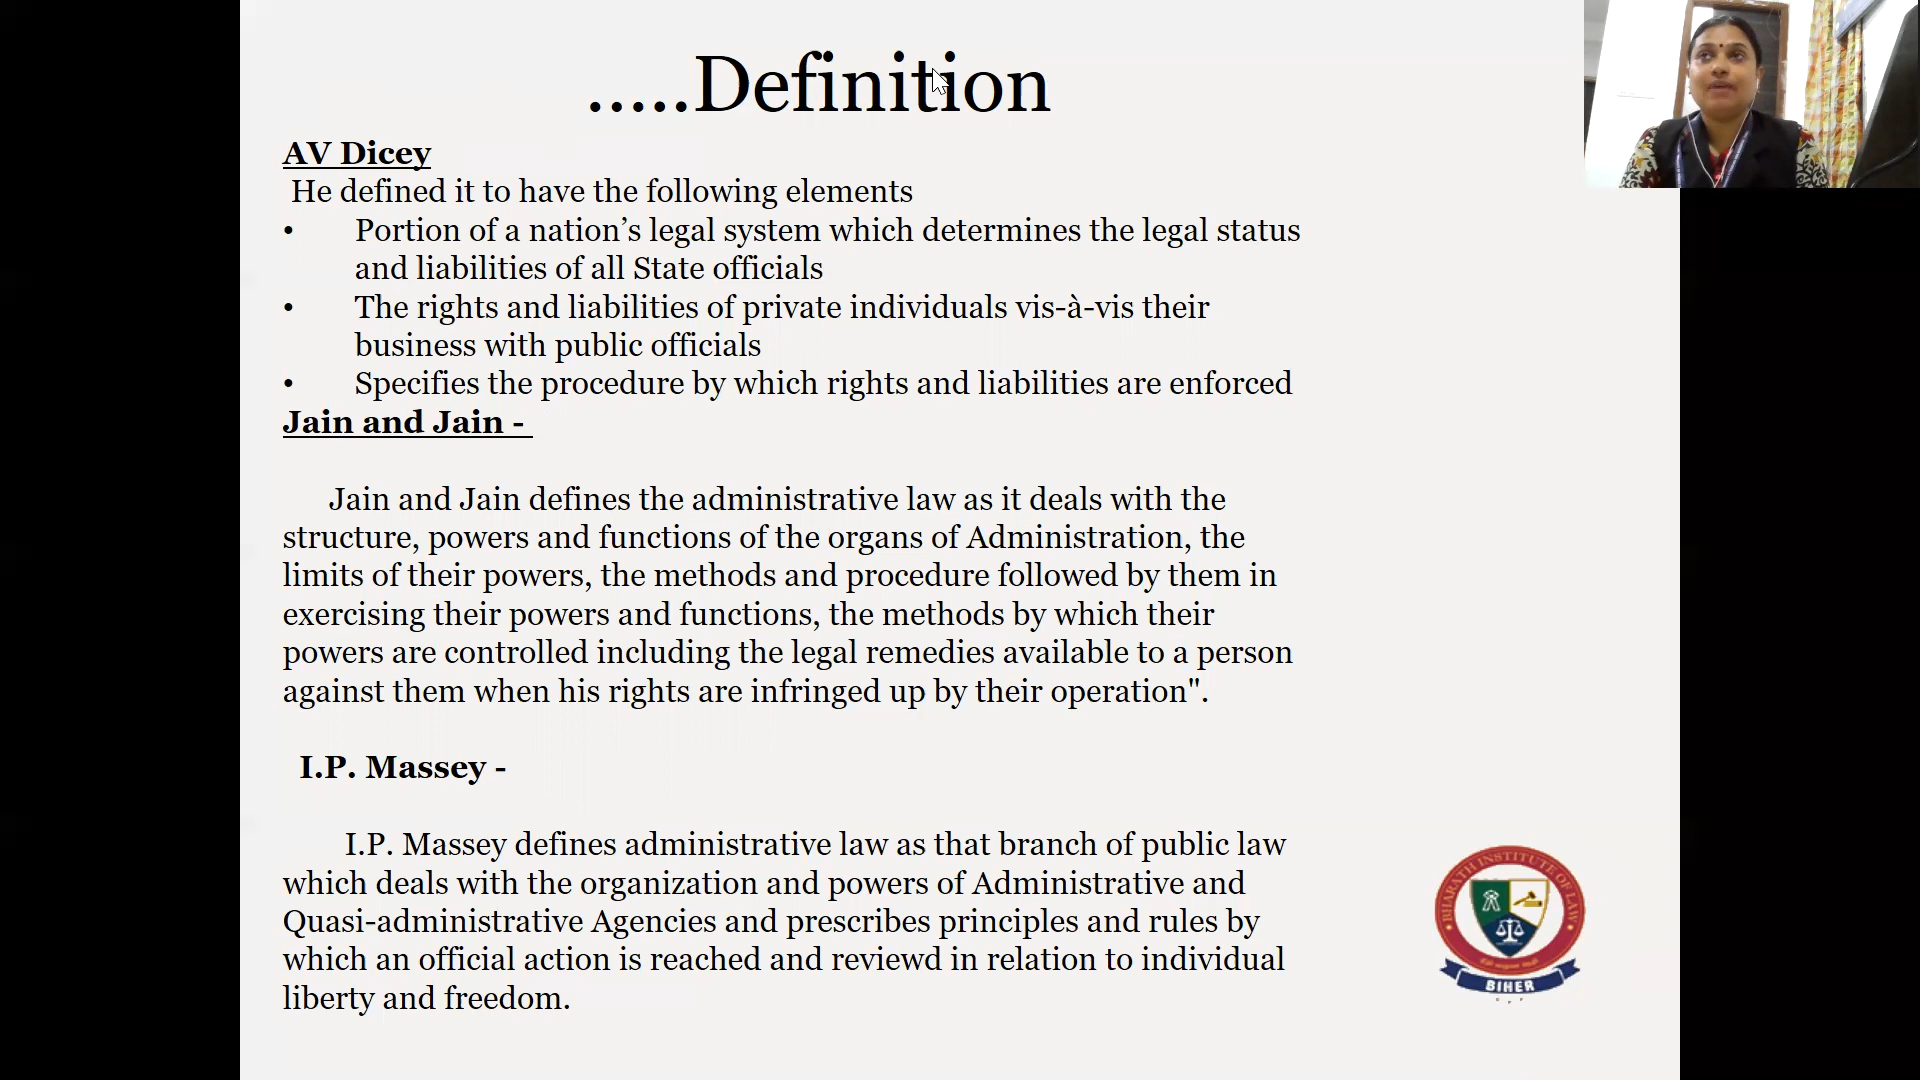 .....Definition
AV Dicey
He defined it to have the following elements
• Portion of a nation’s legal system which determines the legal status
and liabilities of all State officials
• The rights and liabilities of private individuals vis-à-vis their
business with public officials
• Specifies the procedure by which rights and liabilities are enforced
Jain and Jain -
Jain and Jain defines the administrative law as it deals with the
structure, powers and functions of the organs of Administration, the
limits of their powers, the methods and procedure followed by them in
exercising their powers and functions, the methods by which their
powers are controlled including the legal remedies available to a person
against them when his rights are infringed up by their operation".
I.P. Massey -
I.P. Massey defines administrative law as that branch of public law
which deals with the organization and powers of Administrative and
Quasi-administrative Agencies and prescribes principles and rules by
which an official action is reached and reviewd in relation to individual
liberty and freedom.
BHARATH INSTITUTE OF LAW
BIHER